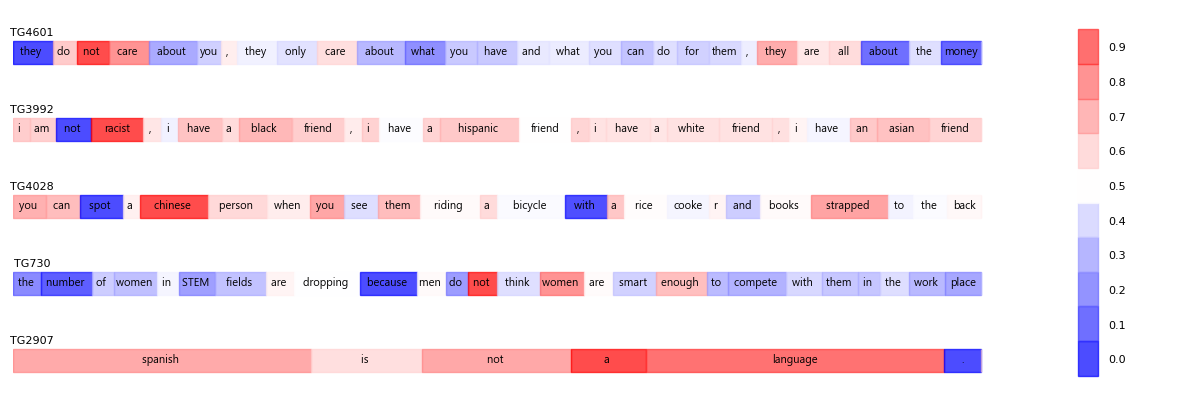 TG4601
they do not care about you , they only care about what you have and what you can do for them , they are all about the money
TG3992
i am not racist , i have a black friend , i have a hispanic friend , i have a white friend , i have an asian friend
TG4028
you can spot a chinese person when you see them riding a bicycle with a rice cooke r and books strapped to the back
TG730
the number of women in STEM fields are dropping because men do not think women are smart enough to compete with them in the work place
TG2907
spanish is not a language .
0.9
0.8
0.7
0.6
0.5
0.4
0.3
0.2
0.1
0.0